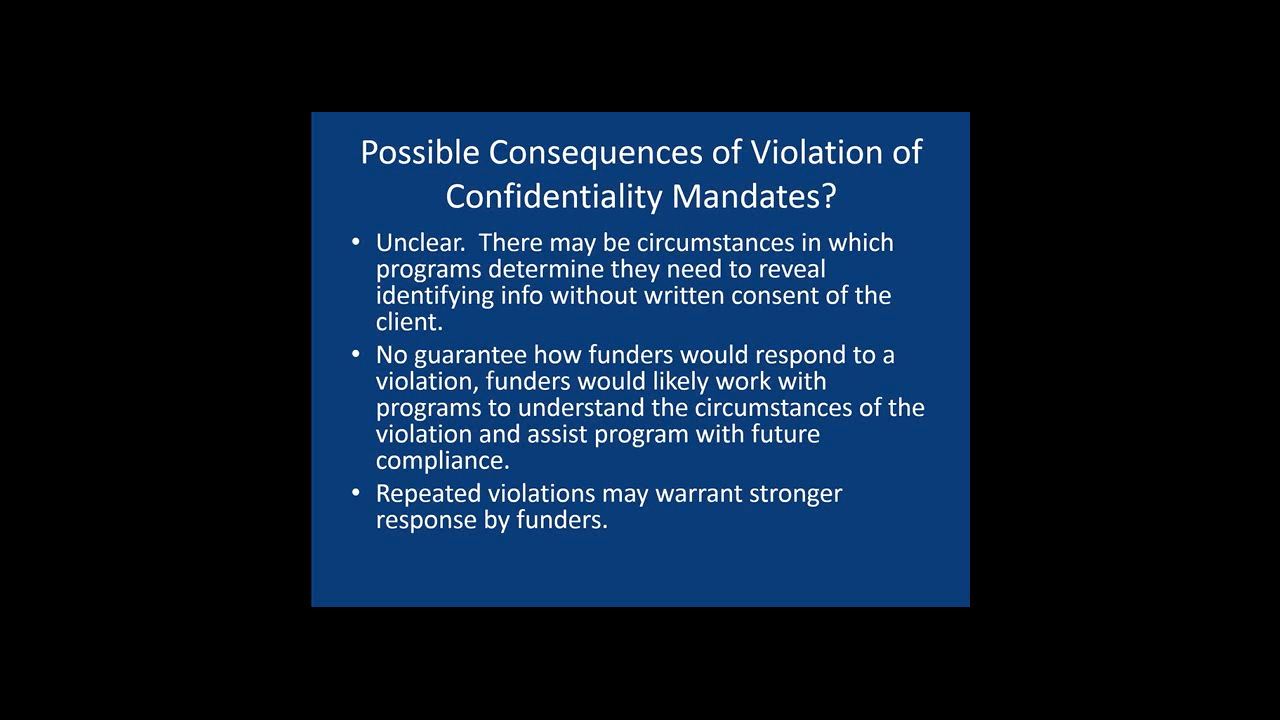 Possible Consequences of Violation of
Confidentiality Mandates?
• Unclear.  There may be circumstances in which
programs determine they need to reveal
identifying info without written consent of the
client.
• No guarantee how funders would respond to a
violation, funders would likely work with
programs to understand the circumstances of the
violation and assist program with future
compliance.
• Repeated violations may warrant stronger
response by funders.